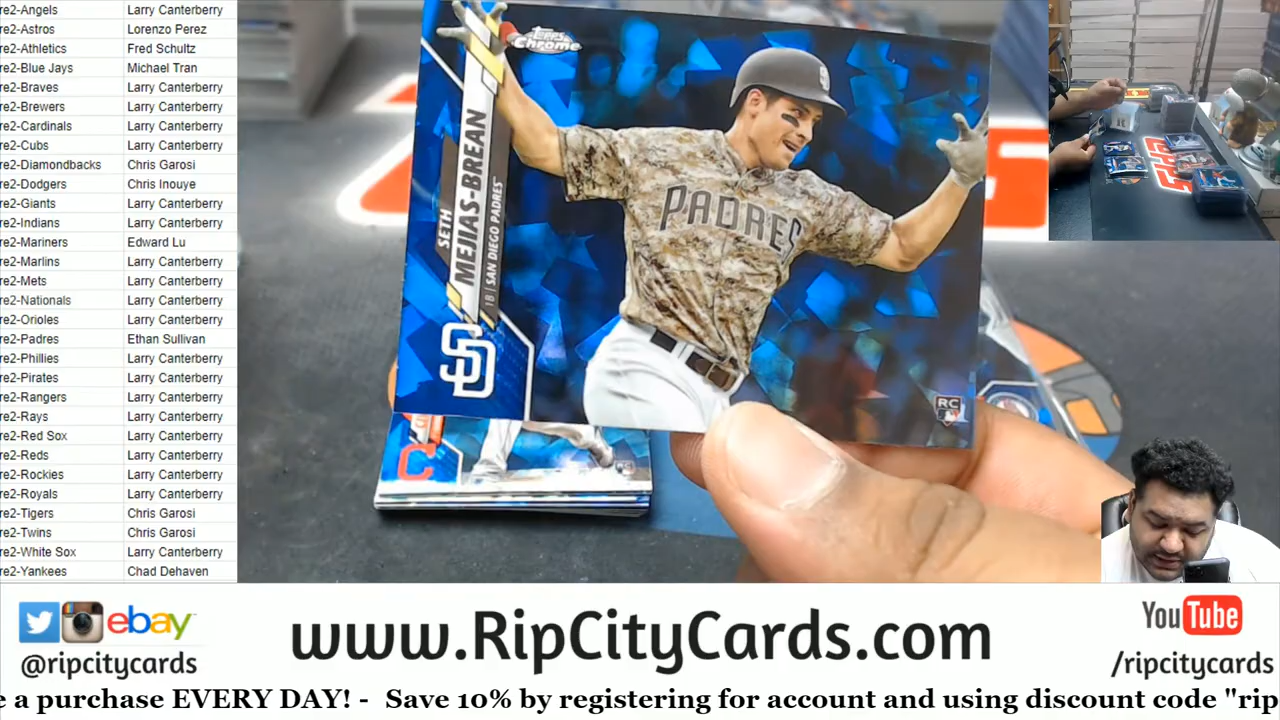 re2-Angels Larry Canterberry
re2-Astros Lorenzo Perez
re2-Athletics Fred Schultz
re2-Blue Jays Michael Tran
re2-Braves Larry Canterberry
re2-Brewers Larry Canterberry
re2-Cardinals Larry Canterberry
re2-Cubs Larry Canterberry
re2-Diamondbacks Chris Garosi
re2-Dodgers Chris Inouye
re2-Giants Larry Canterberry
re2-Indians Larry Canterberry
re2-Mariners Edward Lu
re2-Marlins Larry Canterberry
re2-Mets Larry Canterberry
re2-Nationals Larry Canterberry
re2-Orioles Larry Canterberry
re2-Padres Ethan Sullivan
re2-Phillies Larry Canterberry
re2-Pirates Larry Canterberry
re2-Rangers Larry Canterberry
re2-Rays Larry Canterberry
re2-Red Sox Larry Canterberry
re2-Reds Larry Canterberry
re2-Rockies Larry Canterberry
re2-Royals Larry Canterberry
re2-Tigers Chris Garosi
re2-Twins Chris Garosi
re2-White Sox Larry Canterberry
re2-Yankees Chad Dehaven
Topps
Chrome
SETH
MEJIAS-BREAN
1B | SAN DIEGO PADRES
SD
PADRES
RC
C
ebay
@ripcitycards
www.RipCityCards.com
YouTube
/ripcitycards
e a purchase EVERY DAY! - Save 10% by registering for account and using discount code "rip